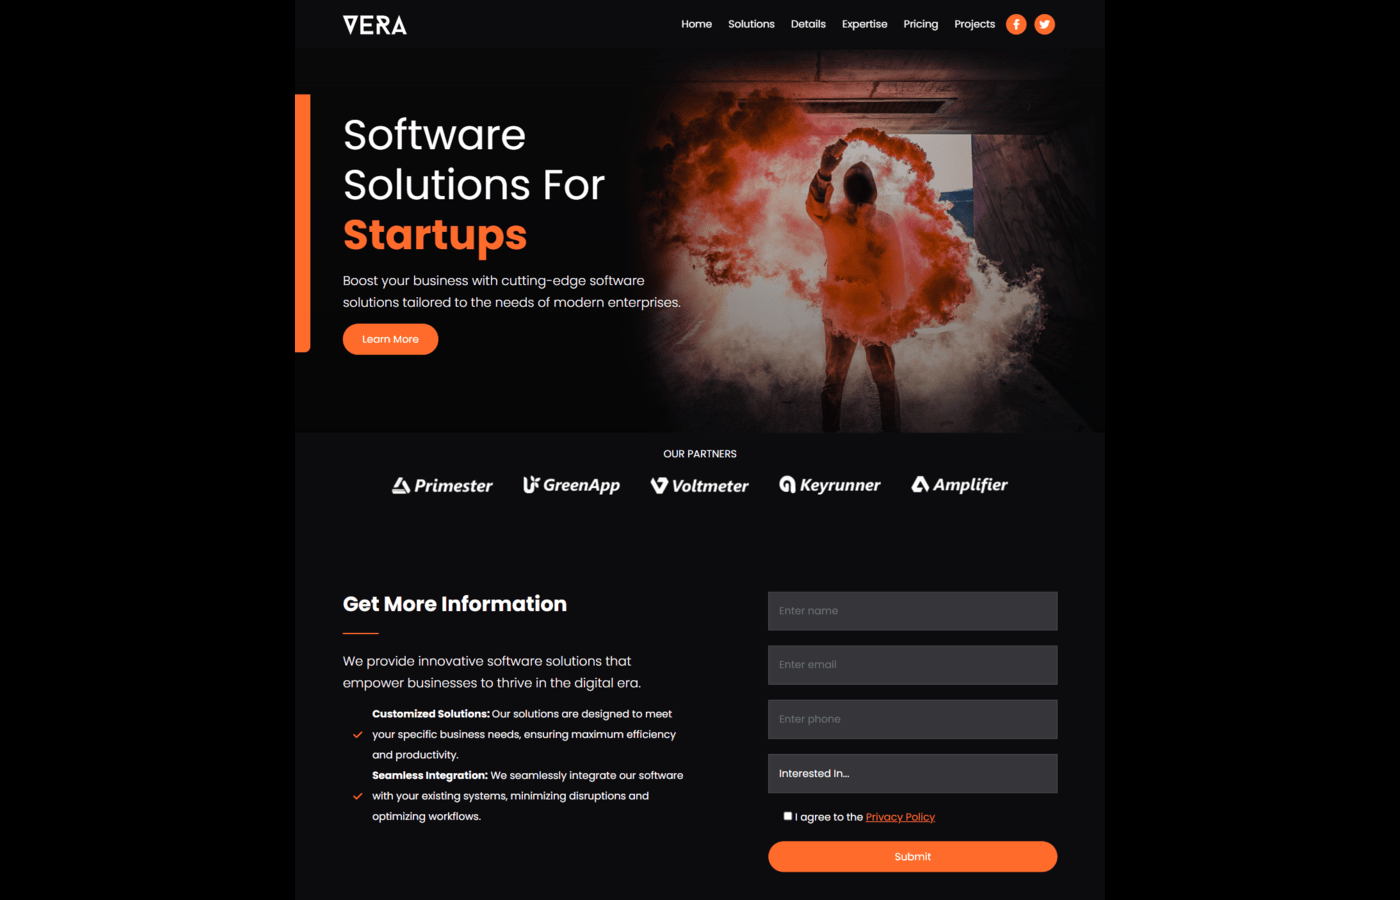 VERA
Home Solutions Details Expertise Pricing Projects
Software
Solutions For
Startups
Boost your business with cutting-edge software
solutions tailored to the needs of modern enterprises.
Learn More
OUR PARTNERS
Primester GreenApp Voltmeter Keyrunner Amplifier
Get More Information
We provide innovative software solutions that
empower businesses to thrive in the digital era.
Customized Solutions: Our solutions are designed to meet
your specific business needs, ensuring maximum efficiency
and productivity.
Seamless Integration: We seamlessly integrate our software
with your existing systems, minimizing disruptions and
optimizing workflows.
Enter name
Enter email
Enter phone
Interested In...
I agree to the Privacy Policy
Submit